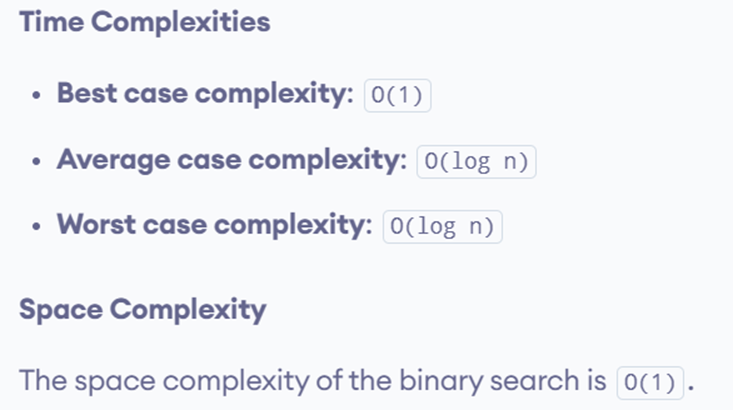 Time Complexities
• Best case complexity: O(1)
• Average case complexity: O(log n)
• Worst case complexity: O(log n)
Space Complexity
The space complexity of the binary search is O(1).